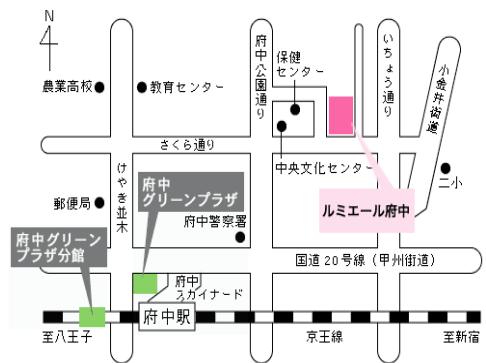 N
農業高校
教育センター
府中公園通り
保健
センター
いちょう通り
小金井街道
さくら通り
中央文化センター
二小
けやき並木
郵便局
府中
グリーンプラザ
府中警察署
ルミエール府中
府中グリーン
プラザ分館
国道20号線（甲州街道）
府中
スカイナード
府中駅
至八王子
京王線
至新宿